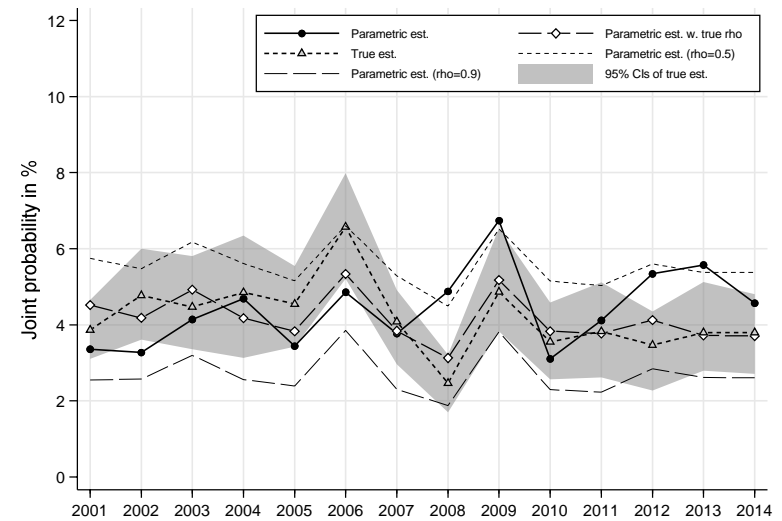 Parametric est.
Parametric est. w. true rho
True est.
Parametric est. (rho=0.5)
Parametric est. (rho=0.9)
95% CIs of true est.
Joint probability in %
12
10
8
6
4
2
0
2001 2002 2003 2004 2005 2006 2007 2008 2009 2010 2011 2012 2013 2014